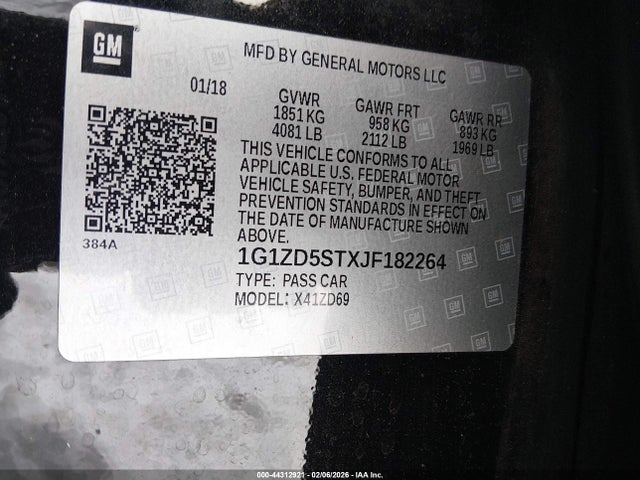 GM
MFD BY GENERAL MOTORS LLC
01/18
GVWR GAWR FRT GAWR RR
1851 KG 958 KG 893 KG
4081 LB 2112 LB 1969 LB
THIS VEHICLE CONFORMS TO ALL
APPLICABLE U.S. FEDERAL MOTOR
VEHICLE SAFETY, BUMPER, AND THEFT
PREVENTION STANDARDS IN EFFECT ON
THE DATE OF MANUFACTURE SHOWN
ABOVE.
384A
1G1ZD5STXJF182264
TYPE: PASS CAR
MODEL: X41ZD69
000-44312921 - 02/06/2026 - IAA Inc.